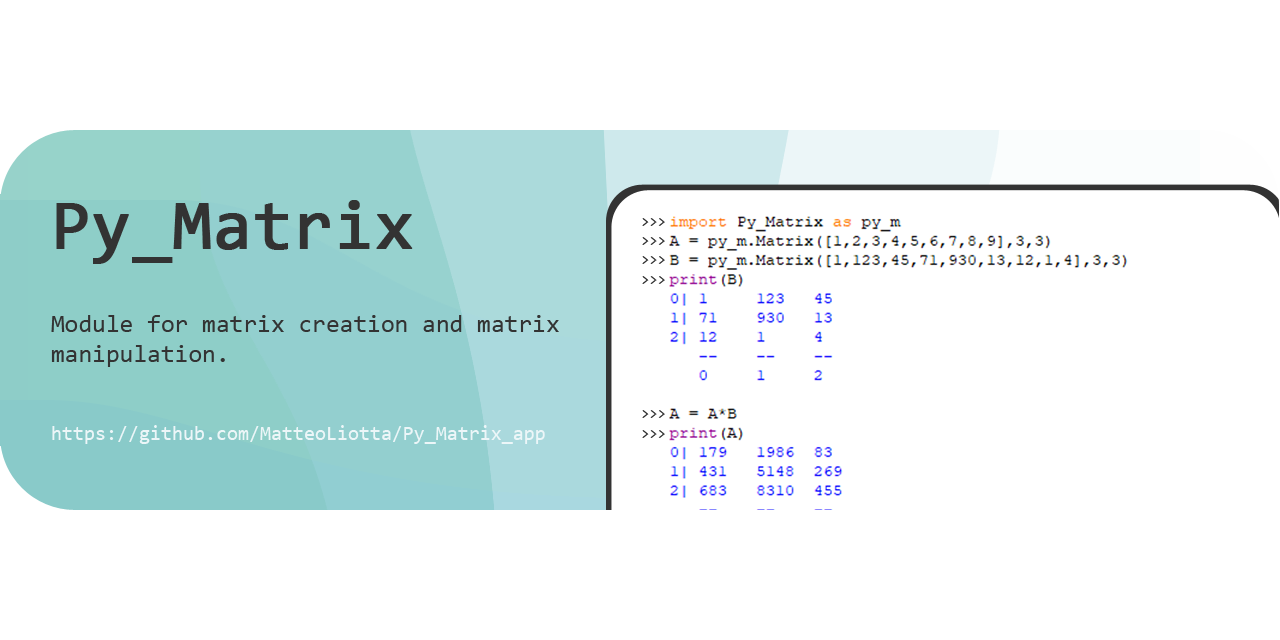 Py_Matrix
Module for matrix creation and matrix
manipulation.
https://github.com/MatteoLiotta/Py_Matrix_app
>>> import Py_Matrix as py_m
>>> A = py_m.Matrix([1,2,3,4,5,6,7,8,9],3,3)
>>> B = py_m.Matrix([1,123,45,71,930,13,12,1,4],3,3)
>>> print(B)
0| 1 123 45
1| 71 930 13
2| 12 1 4
-- -- --
0 1 2
>>> A = A*B
>>> print(A)
0| 179 1986 83
1| 431 5148 269
2| 683 8310 455
-- -- --